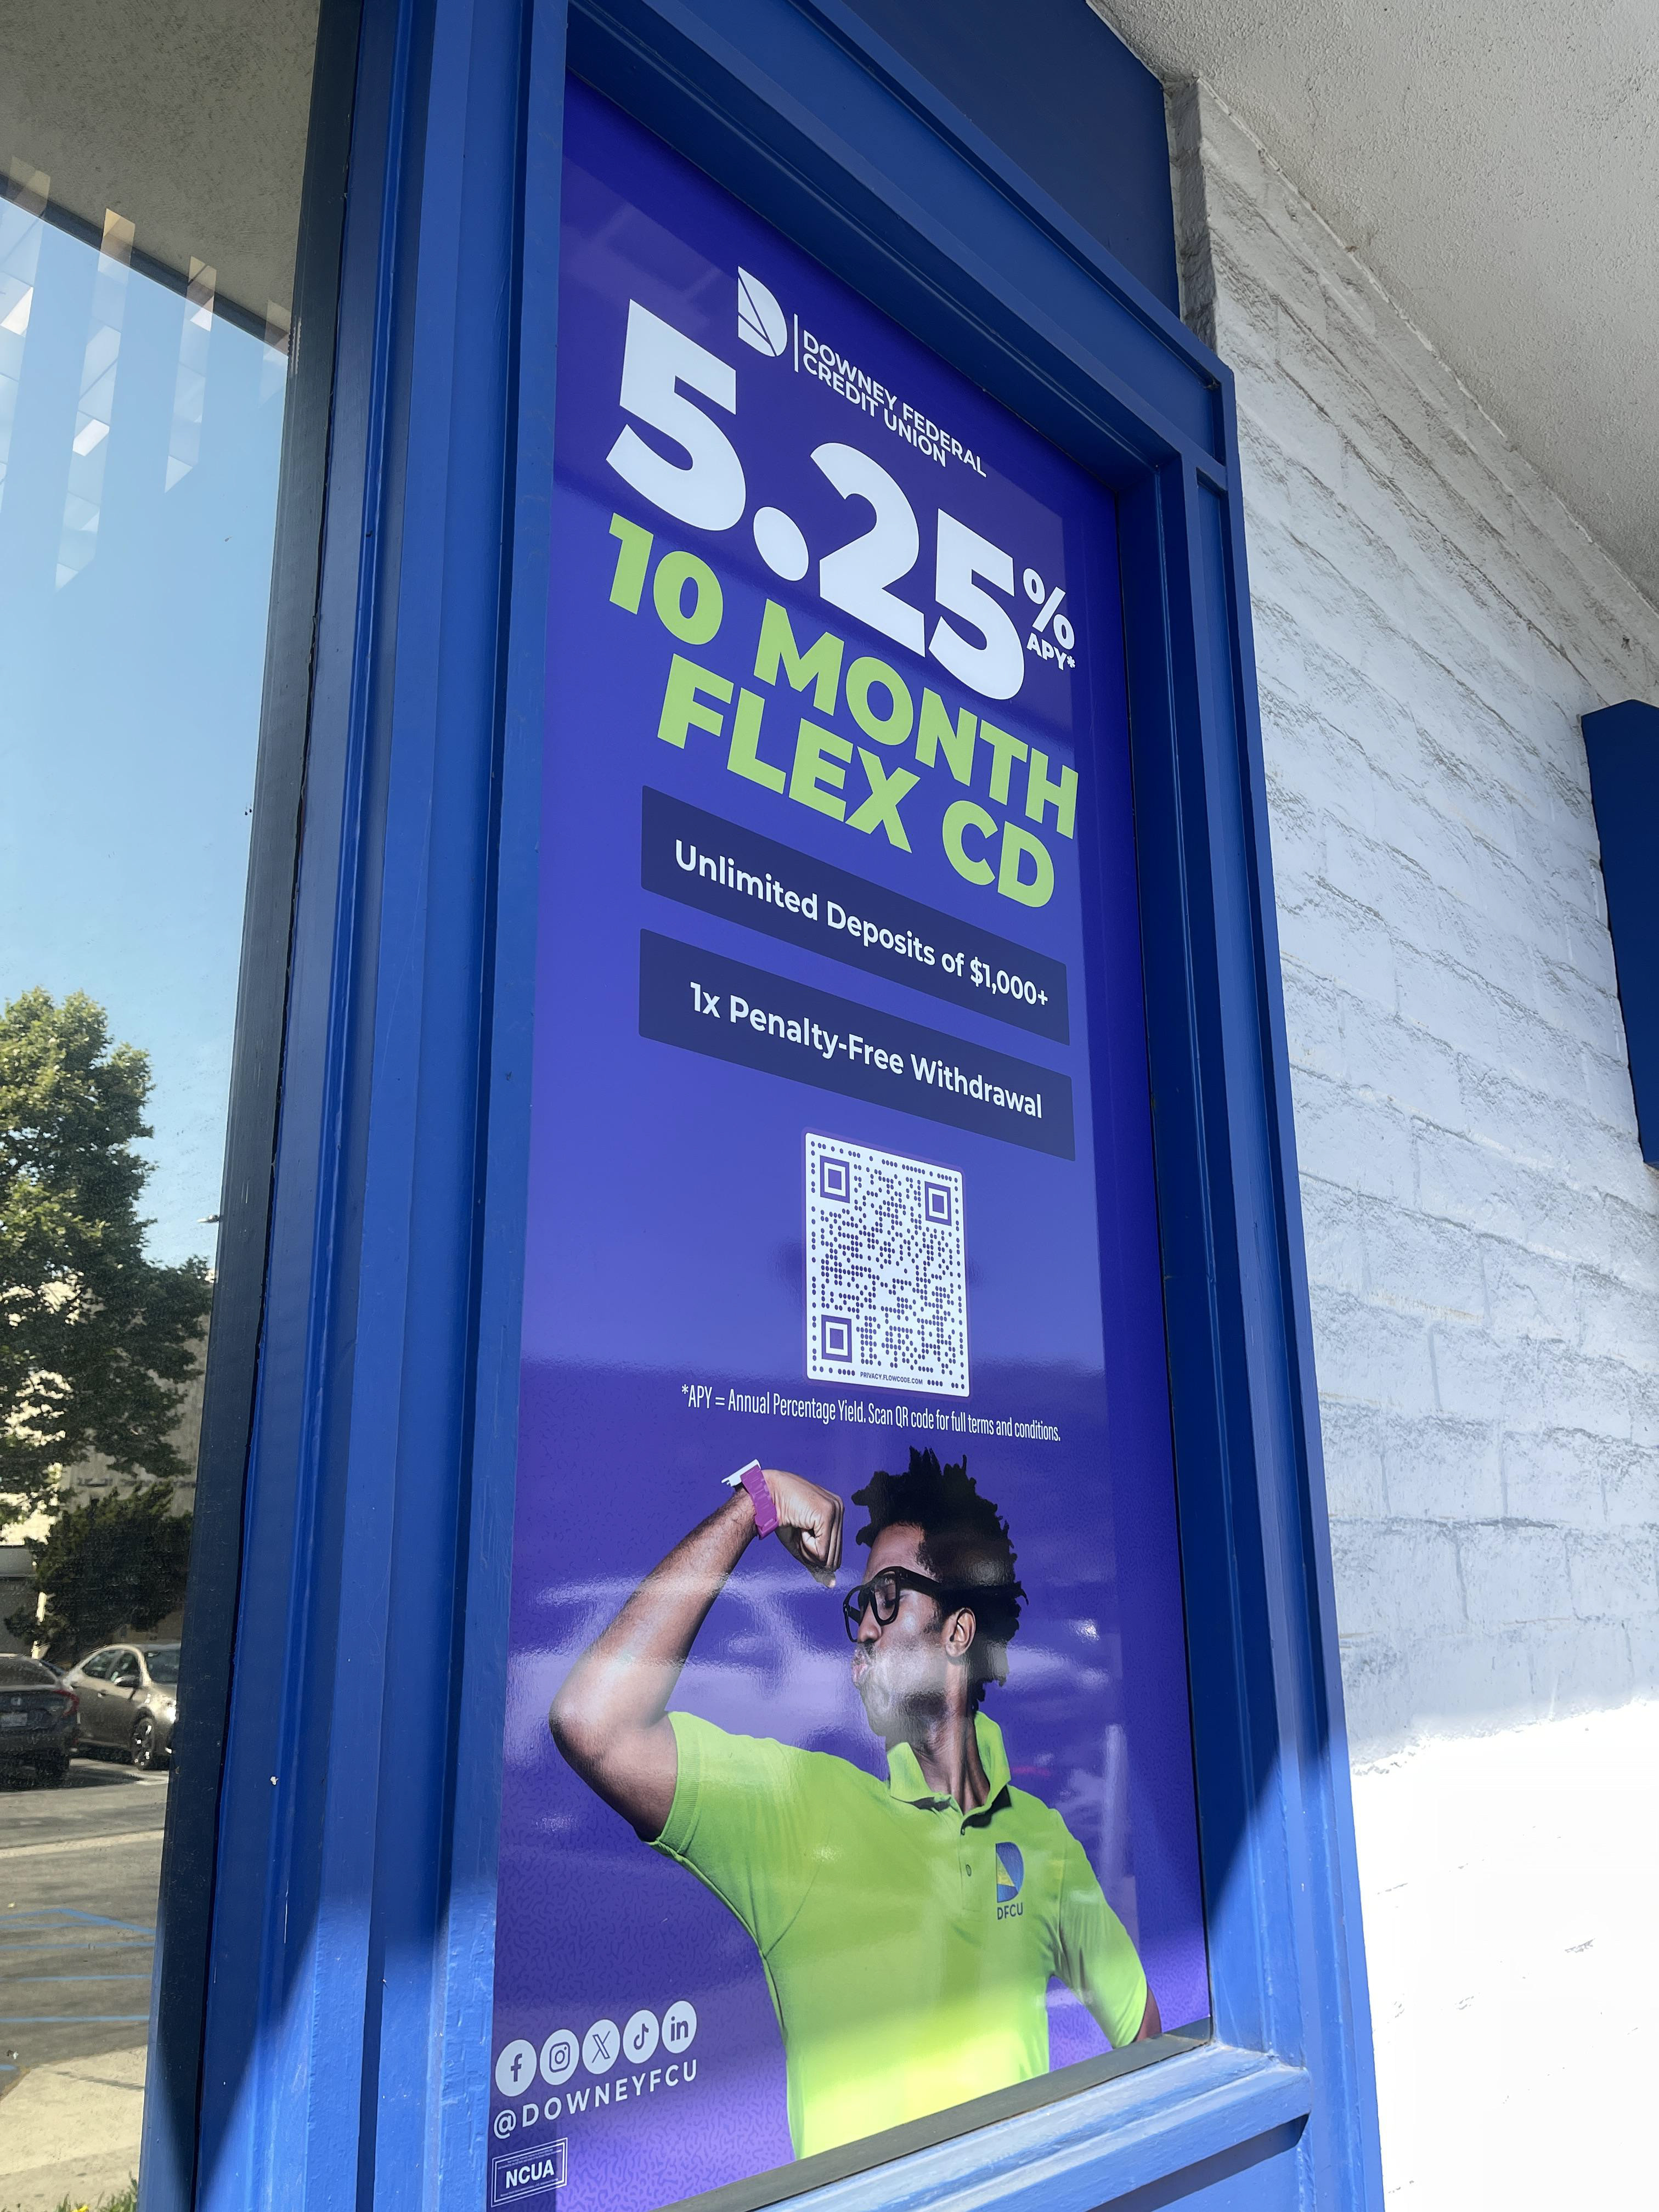 DOWNEY FEDERAL
CREDIT UNION
5.25% APY*
10 MONTH
FLEX CD
Unlimited Deposits of $1,000+
1x Penalty-Free Withdrawal
PRIVACY.FLOWCODE.COM
*APY = Annual Percentage Yield. Scan QR code for full terms and conditions.
D
DFCU
@DOWNEYFCU
NCUA